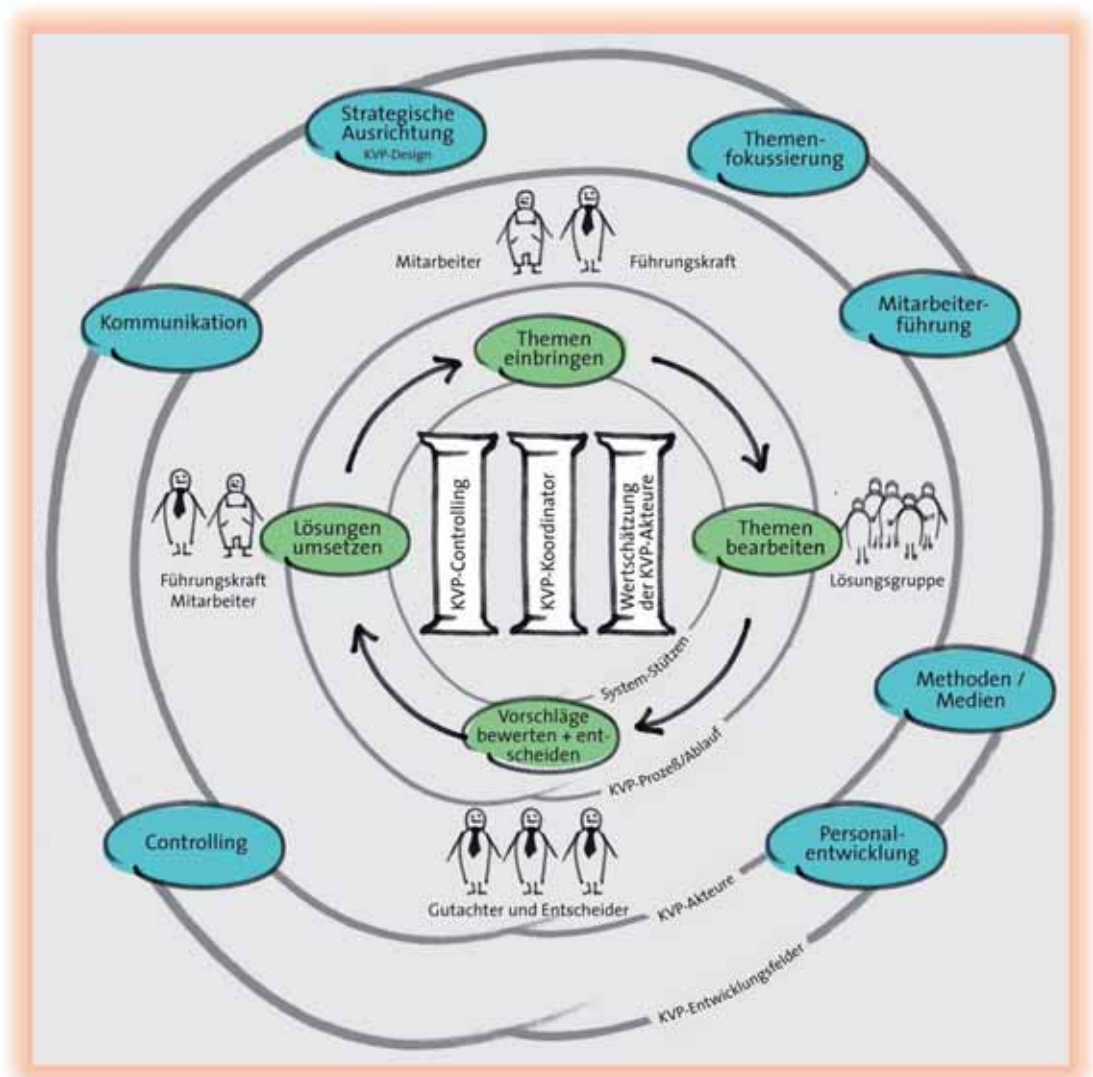 Strategische
Ausrichtung
KVP-Design
Themen-
fokussierung
Mitarbeiter
Führungskraft
Kommunikation
Mitarbeiter-
führung
Themen
einbringen
KVP-Controlling
KVP-Koordinator
Wertschätzung
der KVP-Akteure
Lösungen
umsetzen
Themen
bearbeiten
Führungskraft
Mitarbeiter
Lösungsgruppe
System-Stützen
Vorschläge
bewerten + ent-
scheiden
Methoden /
Medien
KVP-Prozeß/Ablauf
Controlling
Personal-
entwicklung
Gutachter und Entscheider
KVP-Akteure
KVP-Entwicklungsfelder